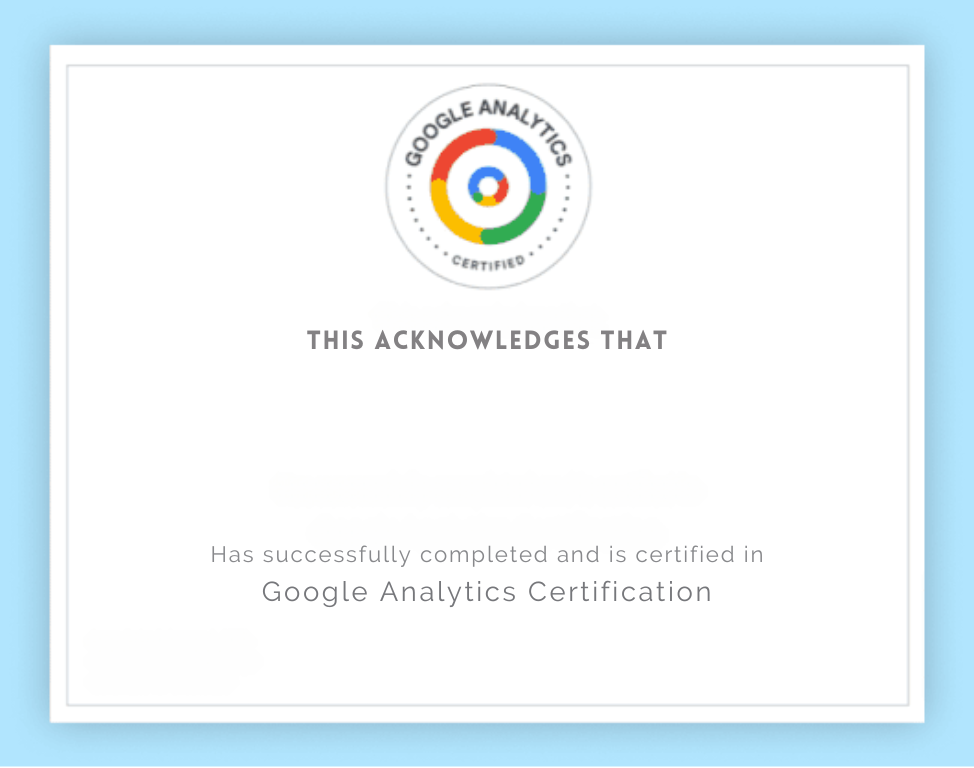 GOOGLE ANALYTICS
CERTIFIED
THIS ACKNOWLEDGES THAT
Has successfully completed and is certified in
Google Analytics Certification